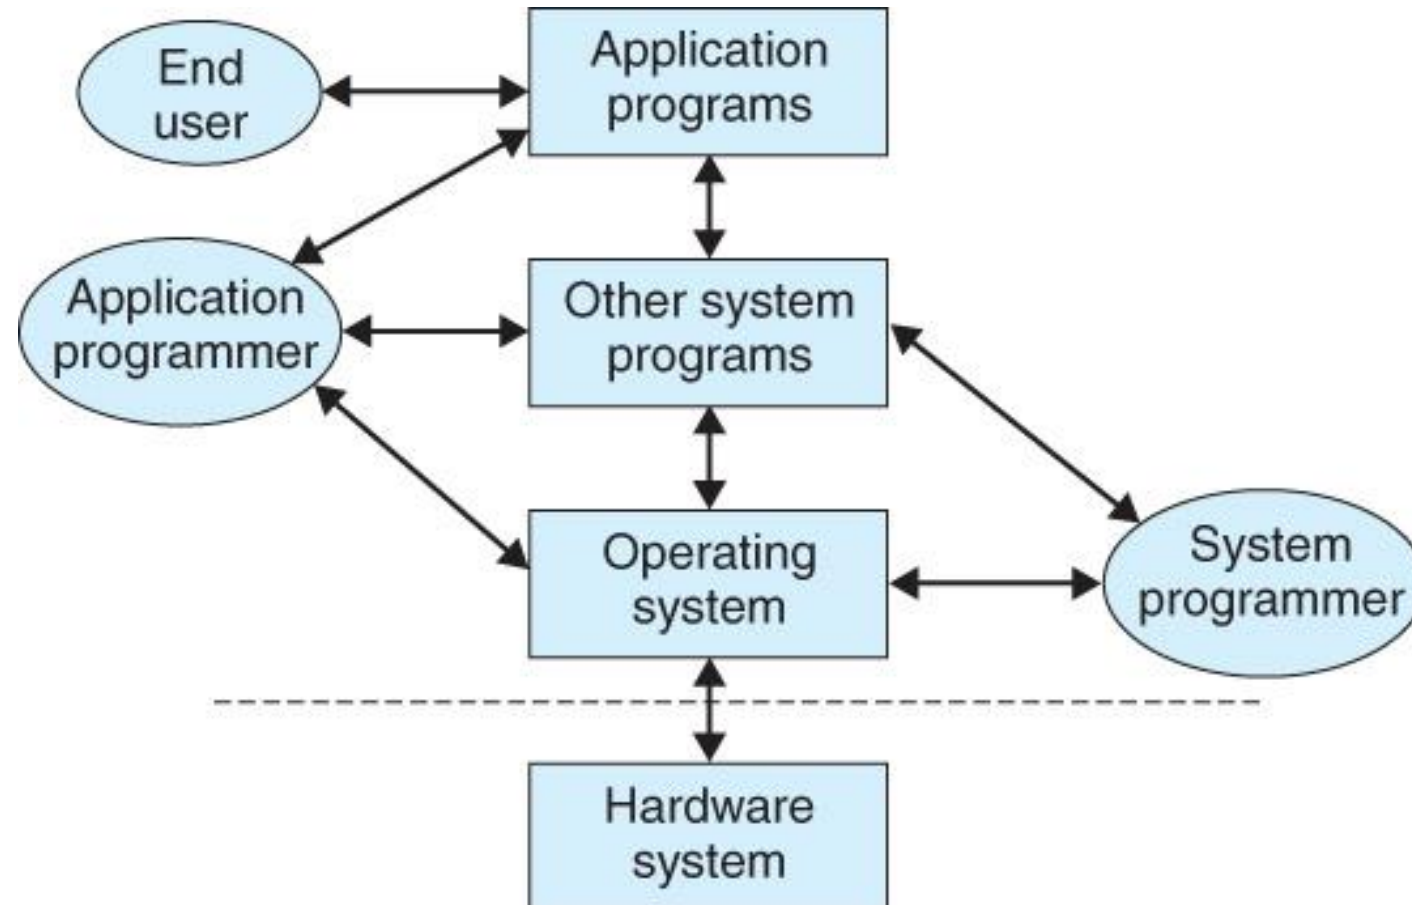 End
user
Application
programs
Application
programmer
Other system
programs
Operating
system
System
programmer
Hardware
system